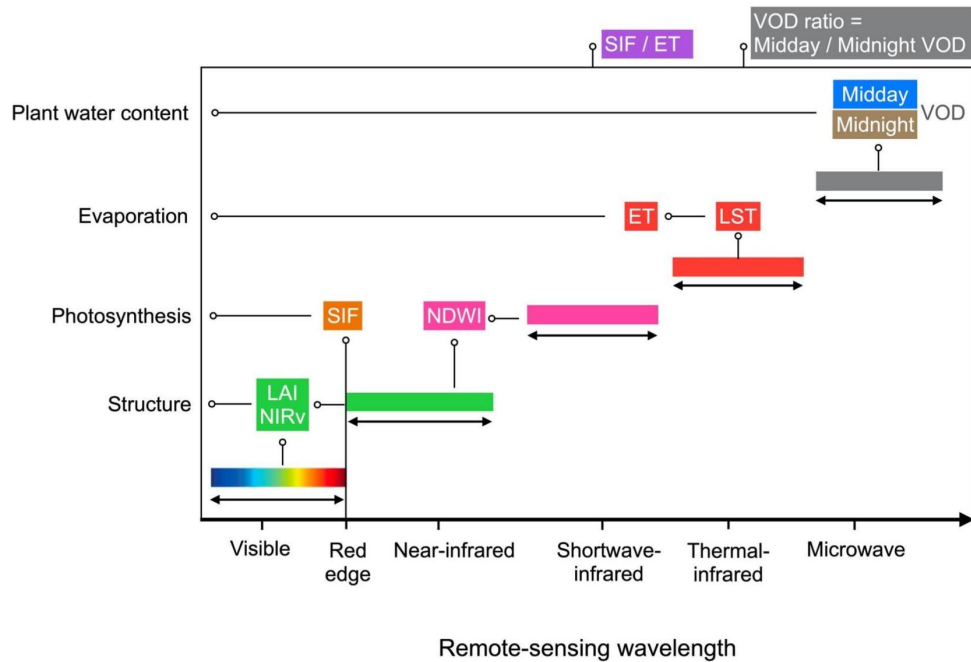 SIF / ET
VOD ratio =
Midday / Midnight VOD
Plant water content
Midday
Midnight
VOD
Evaporation
ET
LST
Photosynthesis
SIF
NDWI
Structure
LAI
NIRv
Visible
Red
edge
Near-infrared
Shortwave-
infrared
Thermal-
infrared
Microwave
Remote-sensing wavelength